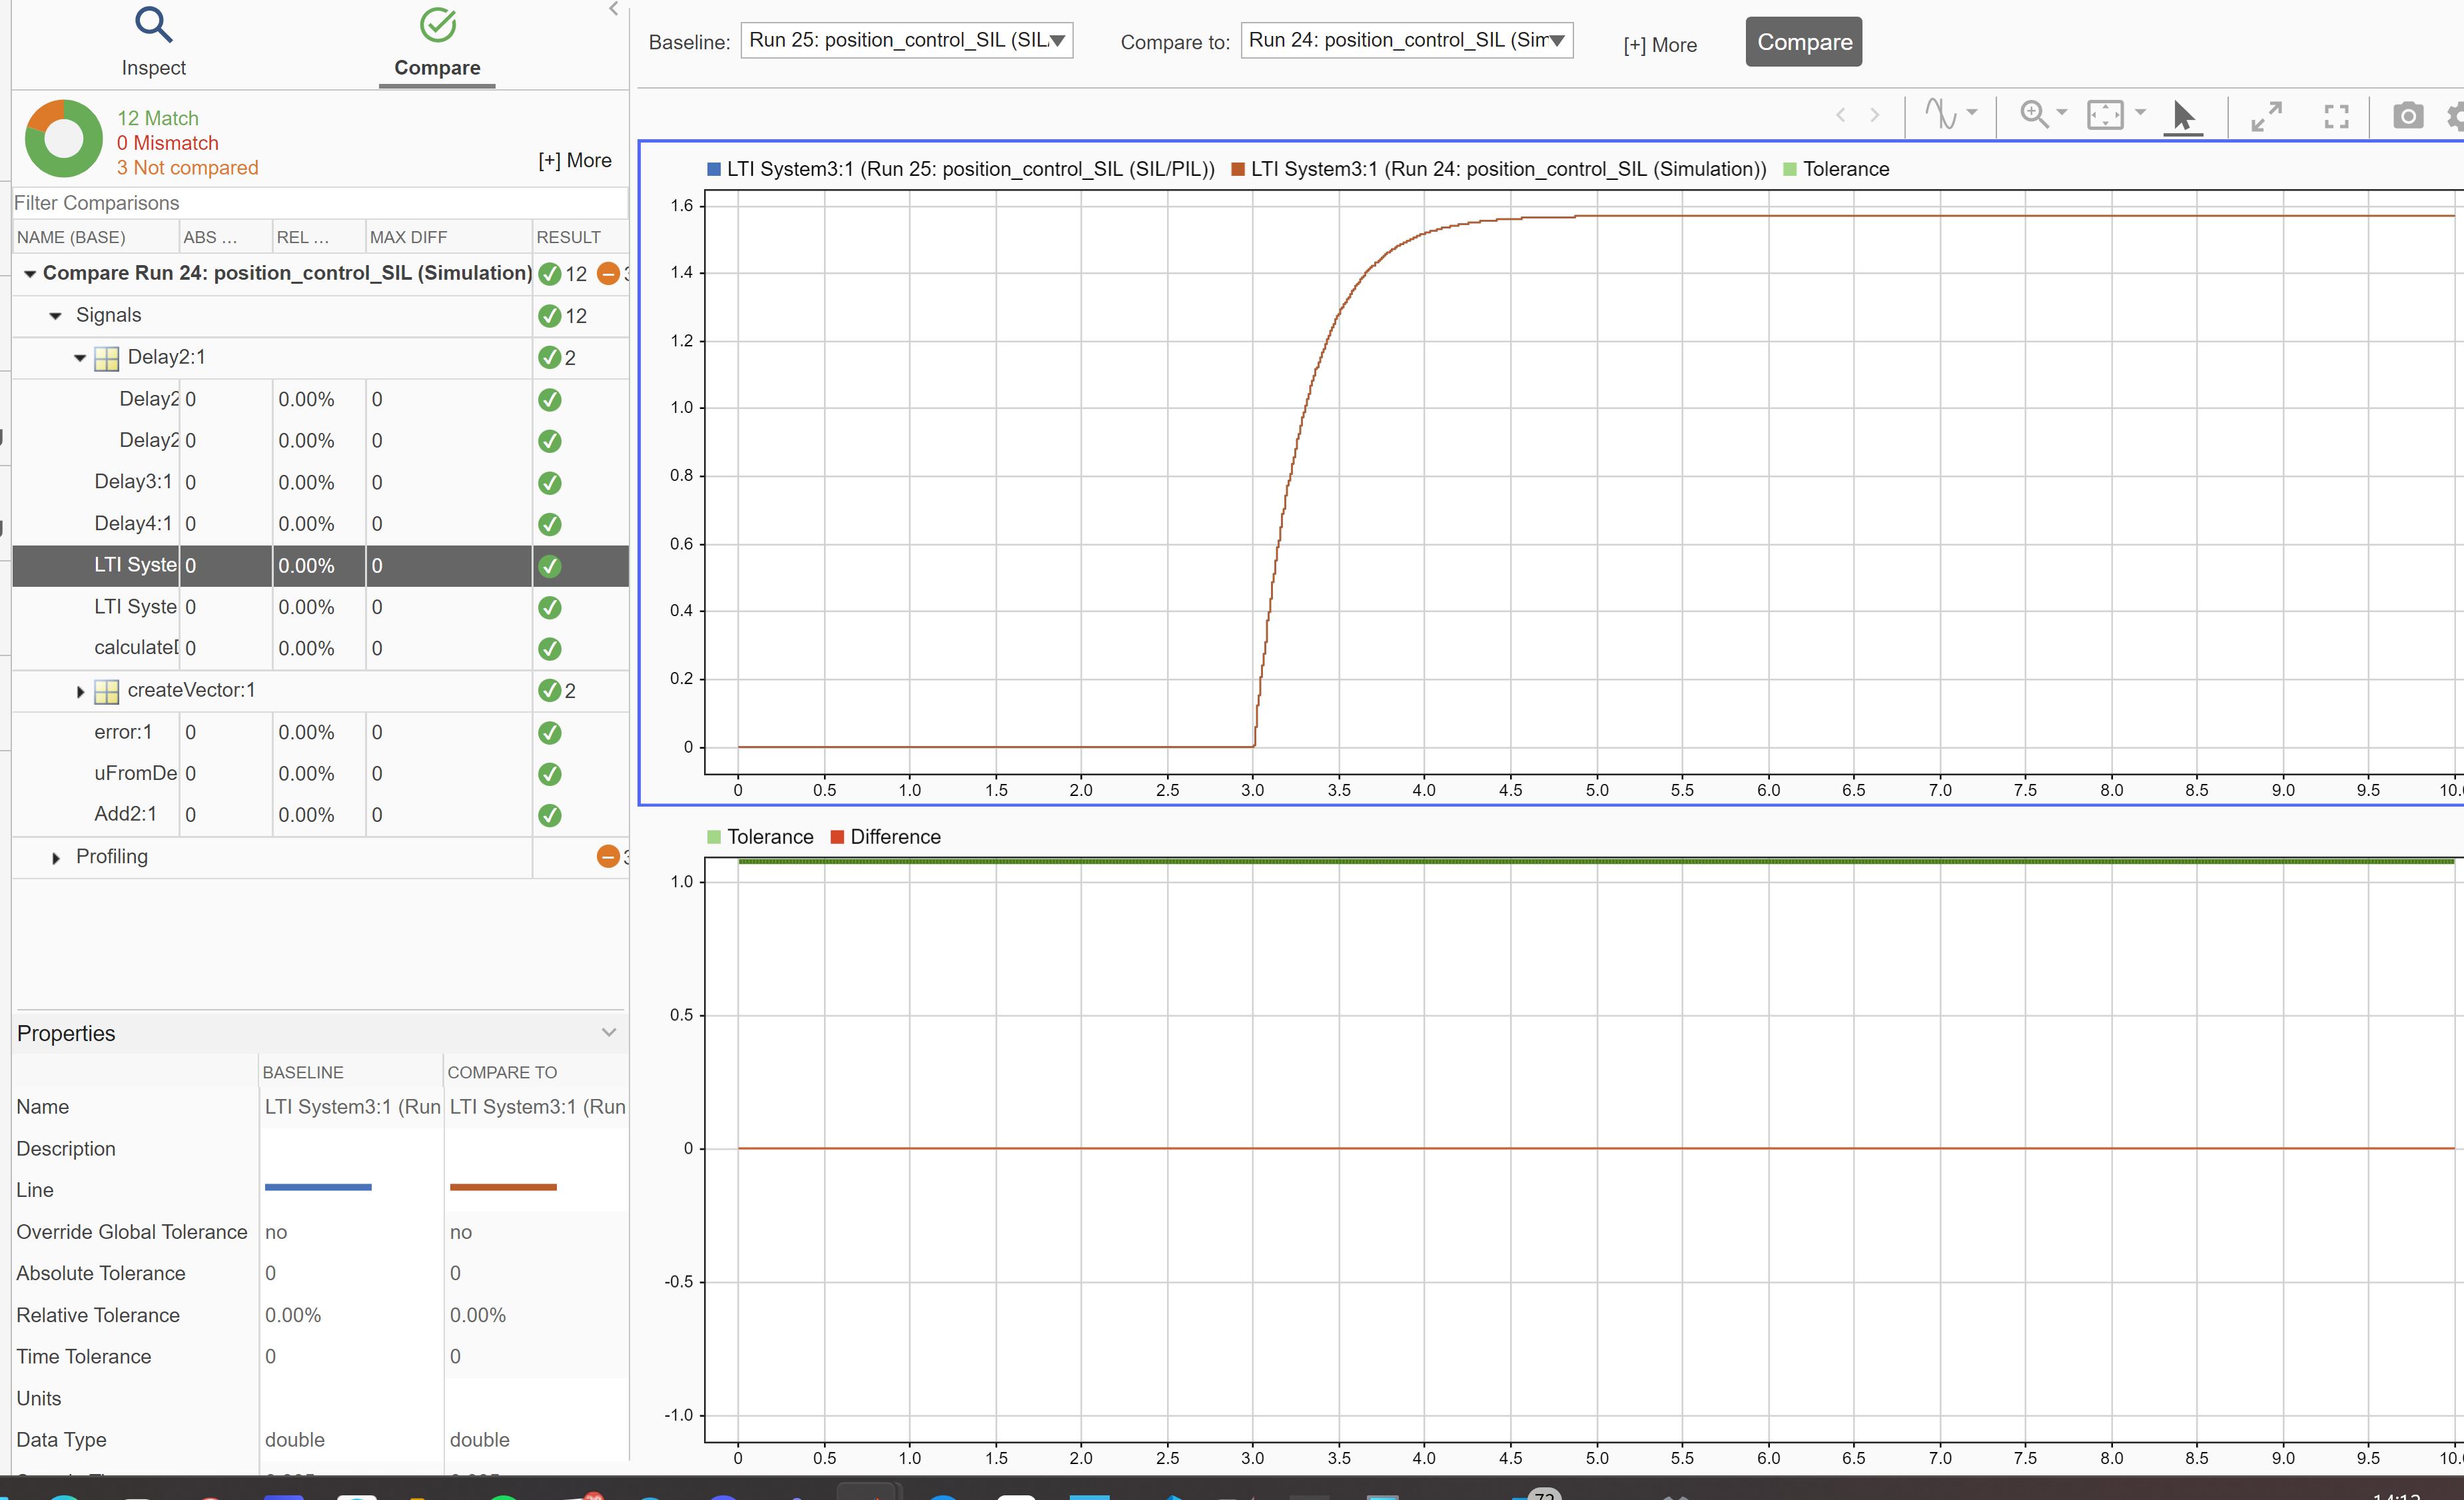 Inspect
Compare
12 Match
0 Mismatch
3 Not compared
[+] More
Filter Comparisons
NAME (BASE) ABS ... REL ... MAX DIFF RESULT
Compare Run 24: position_control_SIL (Simulation) 12
Signals 12
Delay2:1 2
Delay2 0 0.00% 0
Delay2 0 0.00% 0
Delay3:1 0 0.00% 0
Delay4:1 0 0.00% 0
LTI Syste 0 0.00% 0
LTI Syste 0 0.00% 0
calculate 0 0.00% 0
createVector:1 2
error:1 0 0.00% 0
uFromDe 0 0.00% 0
Add2:1 0 0.00% 0
Profiling
Properties
BASELINE COMPARE TO
Name LTI System3:1 (Run LTI System3:1 (Run
Description
Line
Override Global Tolerance no no
Absolute Tolerance 0 0
Relative Tolerance 0.00% 0.00%
Time Tolerance 0 0
Units
Data Type double double
Baseline: Run 25: position_control_SIL (SIL Compare to: Run 24: position_control_SIL (Sim [+] More Compare
LTI System3:1 (Run 25: position_control_SIL (SIL/PIL)) LTI System3:1 (Run 24: position_control_SIL (Simulation)) Tolerance
1.6
1.4
1.2
1.0
0.8
0.6
0.4
0.2
0
0 0.5 1.0 1.5 2.0 2.5 3.0 3.5 4.0 4.5 5.0 5.5 6.0 6.5 7.0 7.5 8.0 8.5 9.0 9.5 10.
Tolerance Difference
1.0
0.5
0
-0.5
-1.0
0 0.5 1.0 1.5 2.0 2.5 3.0 3.5 4.0 4.5 5.0 5.5 6.0 6.5 7.0 7.5 8.0 8.5 9.0 9.5 10.